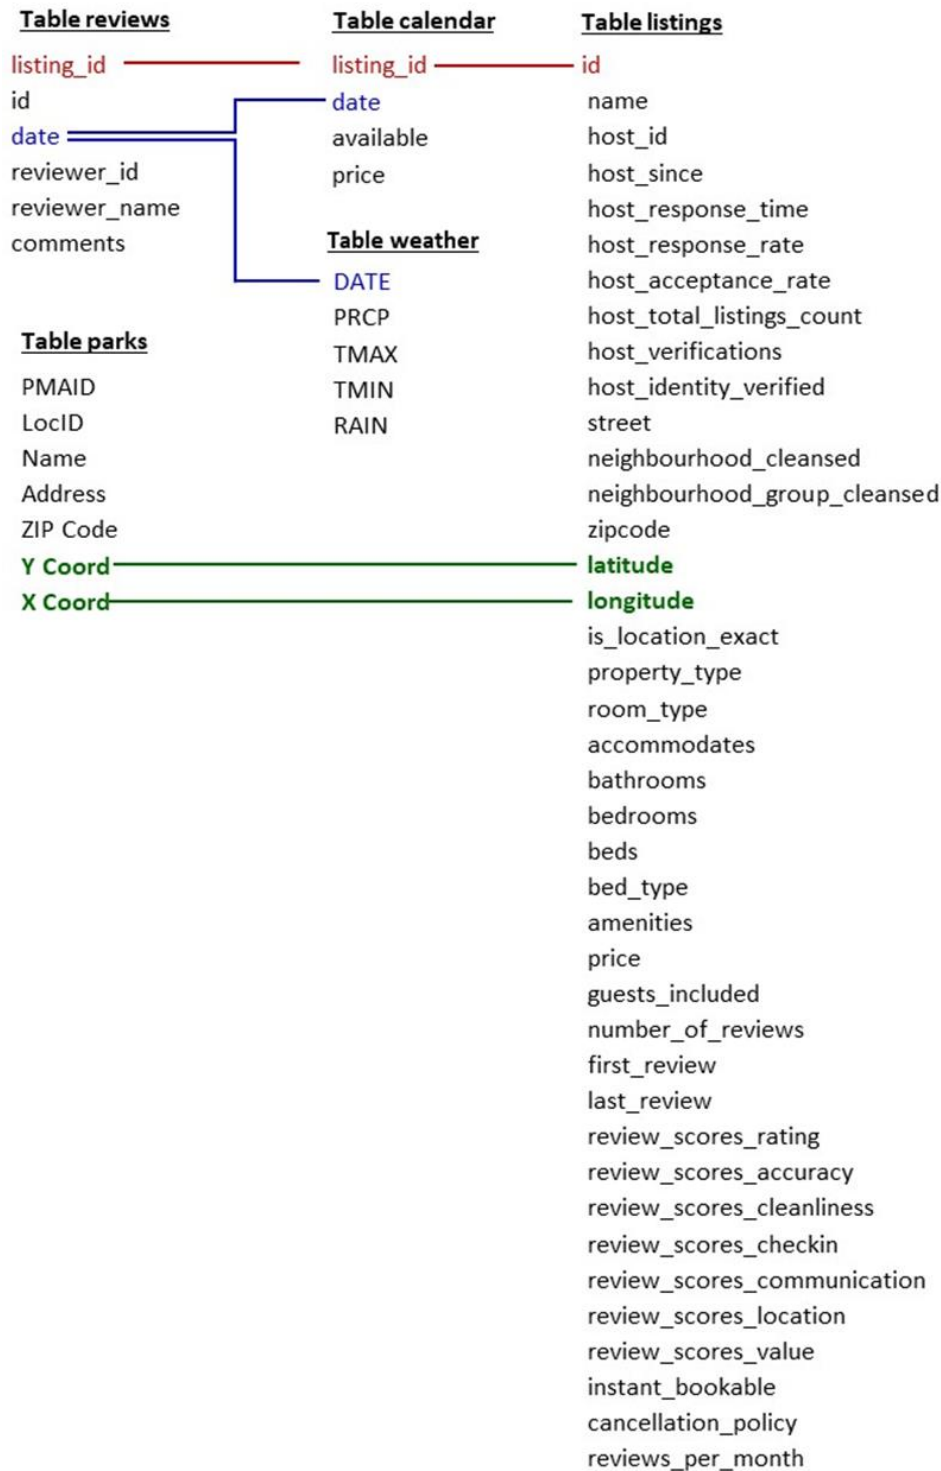 Table reviews
listing_id
id
date
reviewer_id
reviewer_name
comments
Table parks
PMAID
LocID
Name
Address
ZIP Code
Y Coord
X Coord
Table calendar
listing_id
date
available
price
Table weather
DATE
PRCP
TMAX
TMIN
RAIN
Table listings
id
name
host_id
host_since
host_response_time
host_response_rate
host_acceptance_rate
host_total_listings_count
host_verifications
host_identity_verified
street
neighbourhood_cleansed
neighbourhood_group_cleansed
zipcode
latitude
longitude
is_location_exact
property_type
room_type
accommodates
bathrooms
bedrooms
beds
bed_type
amenities
price
guests_included
number_of_reviews
first_review
last_review
review_scores_rating
review_scores_accuracy
review_scores_cleanliness
review_scores_checkin
review_scores_communication
review_scores_location
review_scores_value
instant_bookable
cancellation_policy
reviews_per_month